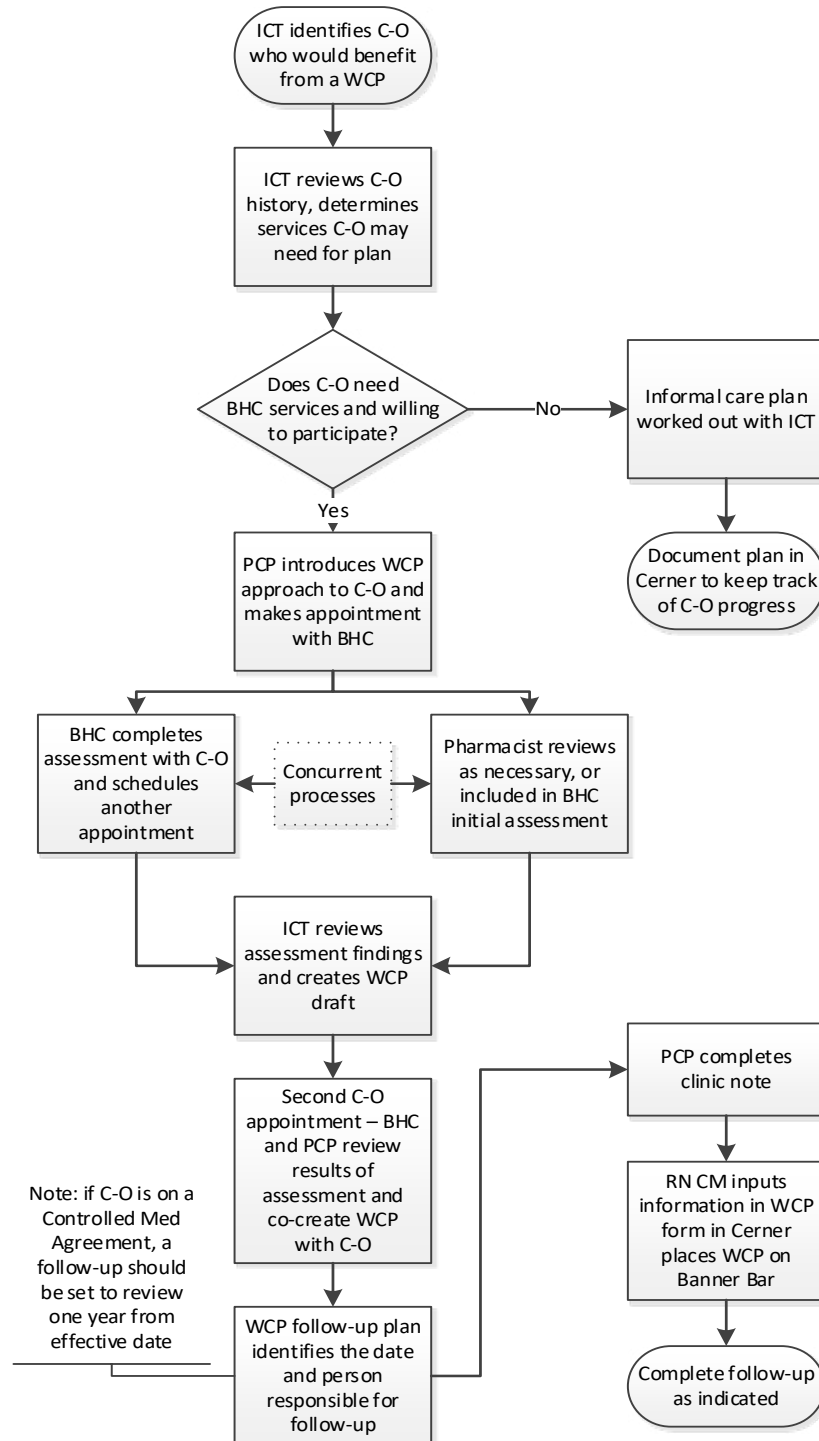 ICT identifies C-O
who would benefit
from a WCP
ICT reviews C-O
history, determines
services C-O may
need for plan
Does C-O need
BHC services and willing
to participate?
No
Informal care plan
worked out with ICT
Document plan in
Cerner to keep track
of C-O progress
Yes
PCP introduces WCP
approach to C-O and
makes appointment
with BHC
BHC completes
assessment with C-O
and schedules
another
appointment
Concurrent
processes
Pharmacist reviews
as necessary, or
included in BHC
initial assessment
ICT reviews
assessment findings
and creates WCP
draft
Second C-O
appointment – BHC
and PCP review
results of
assessment and
co-create WCP
with C-O
Note: if C-O is on a
Controlled Med
Agreement, a
follow-up should
be set to review
one year from
effective date
WCP follow-up plan
identifies the date
and person
responsible for
follow-up
PCP completes
clinic note
RN CM inputs
information in WCP
form in Cerner
places WCP on
Banner Bar
Complete follow-up
as indicated